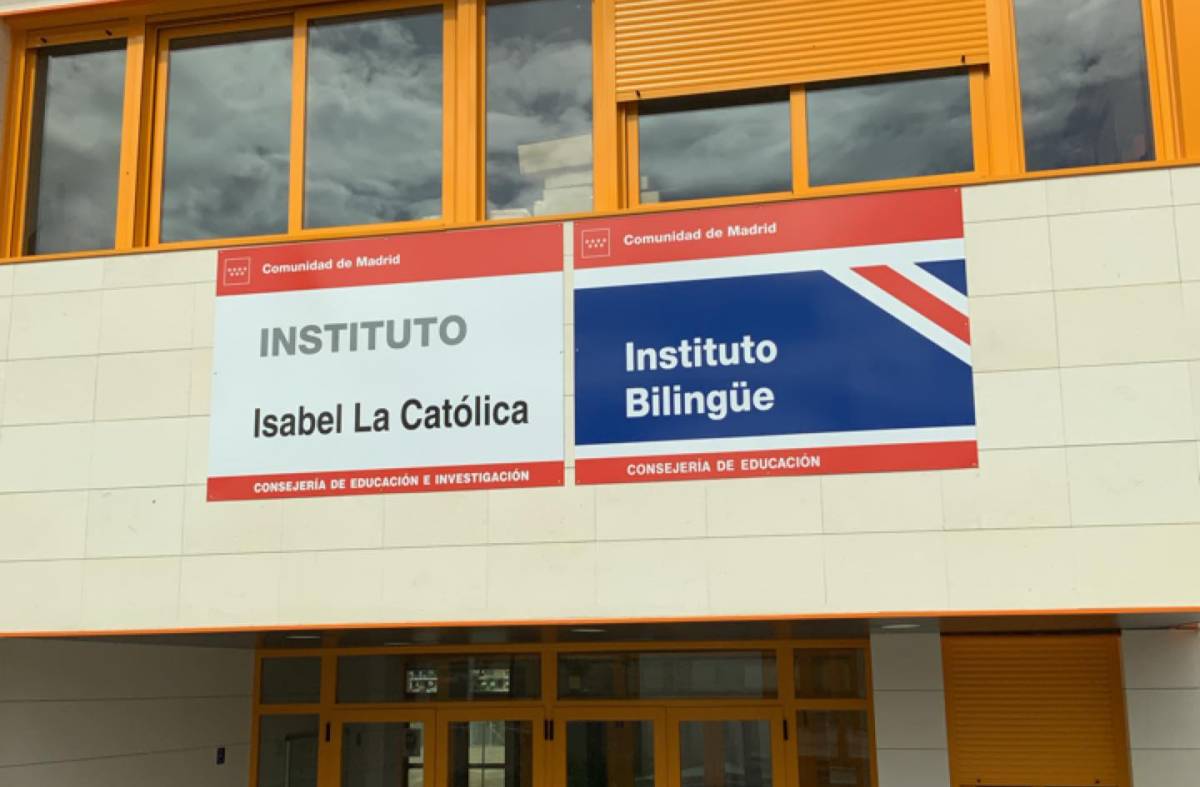 Comunidad de Madrid
INSTITUTO
Isabel La Católica
CONSEJERÍA DE EDUCACIÓN E INVESTIGACIÓN
Comunidad de Madrid
Instituto
Bilingüe
CONSEJERÍA DE EDUCACIÓN